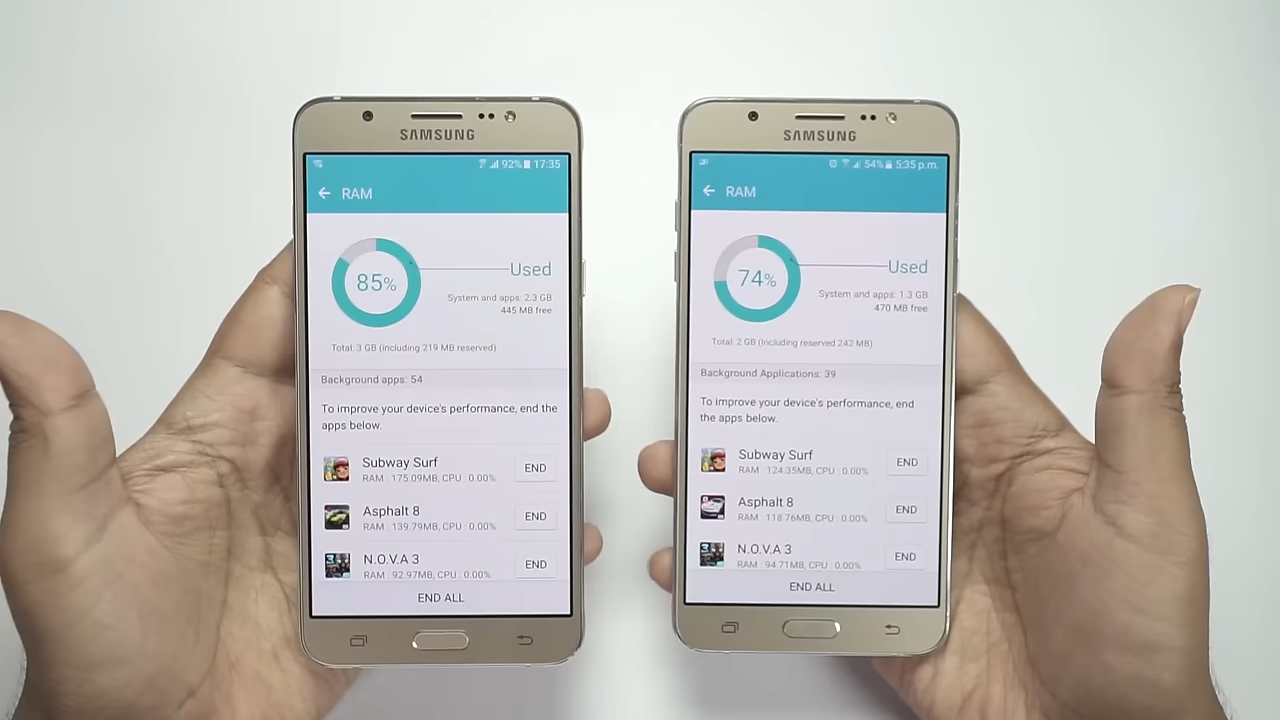 SAMSUNG
92% 17:35
RAM
85%
Used
System and apps: 2.3 GB
445 MB free
Total: 3 GB (including 219 MB reserved)
Background apps: 54
To improve your device's performance, end the
apps below.
Subway Surf
RAM : 175.09MB, CPU : 0.00%
END
Asphalt 8
RAM : 139.79MB, CPU : 0.00%
END
N.O.V.A 3
RAM : 92.97MB, CPU : 0.00%
END
END ALL
SAMSUNG
54% 5:35 p.m.
RAM
74%
Used
System and apps: 1.3 GB
470 MB free
Total: 2 GB (Including reserved 242 MB)
Background Applications: 39
To improve your device's performance, end
the apps below.
Subway Surf
RAM : 124.35MB, CPU : 0.00%
END
Asphalt 8
RAM : 118.76MB, CPU : 0.00%
END
N.O.V.A 3
RAM : 94.71MB, CPU : 0.00%
END
END ALL